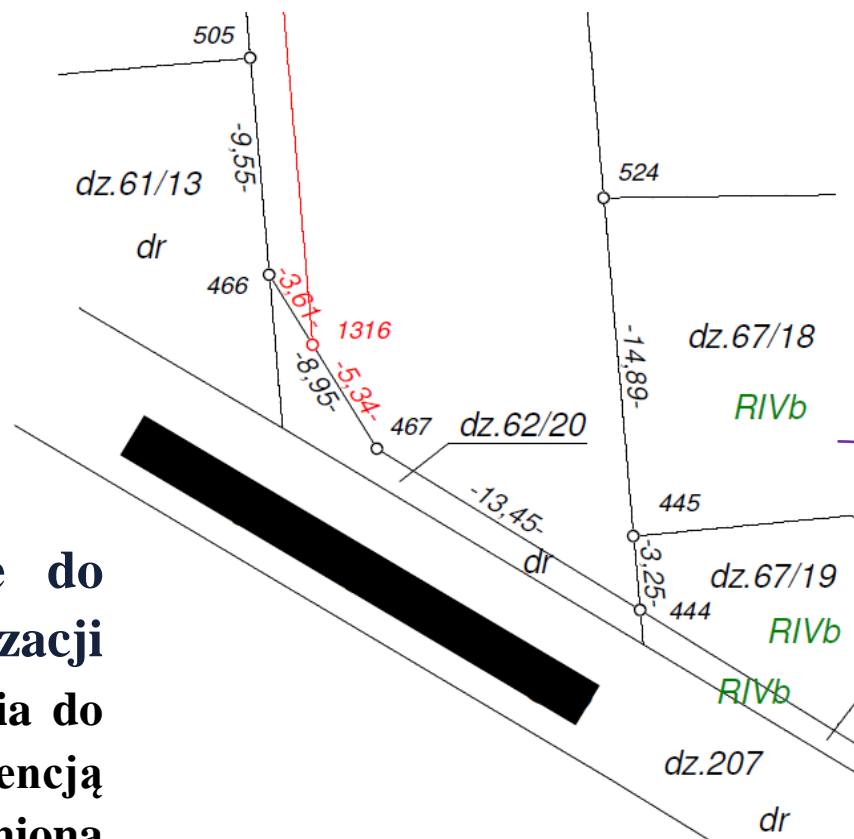 505
-9,55-
dz.61/13
524
dr
466
-3,61-
1316
-14,89-
dz.67/18
-8,95-
-5,34-
RIVb
467
dz.62/20
-13,45-
445
e do
dr
-3,25-
dz.67/19
444
zacji
RIVb
ia do
RIVb
encją
dz.207
niona
dr